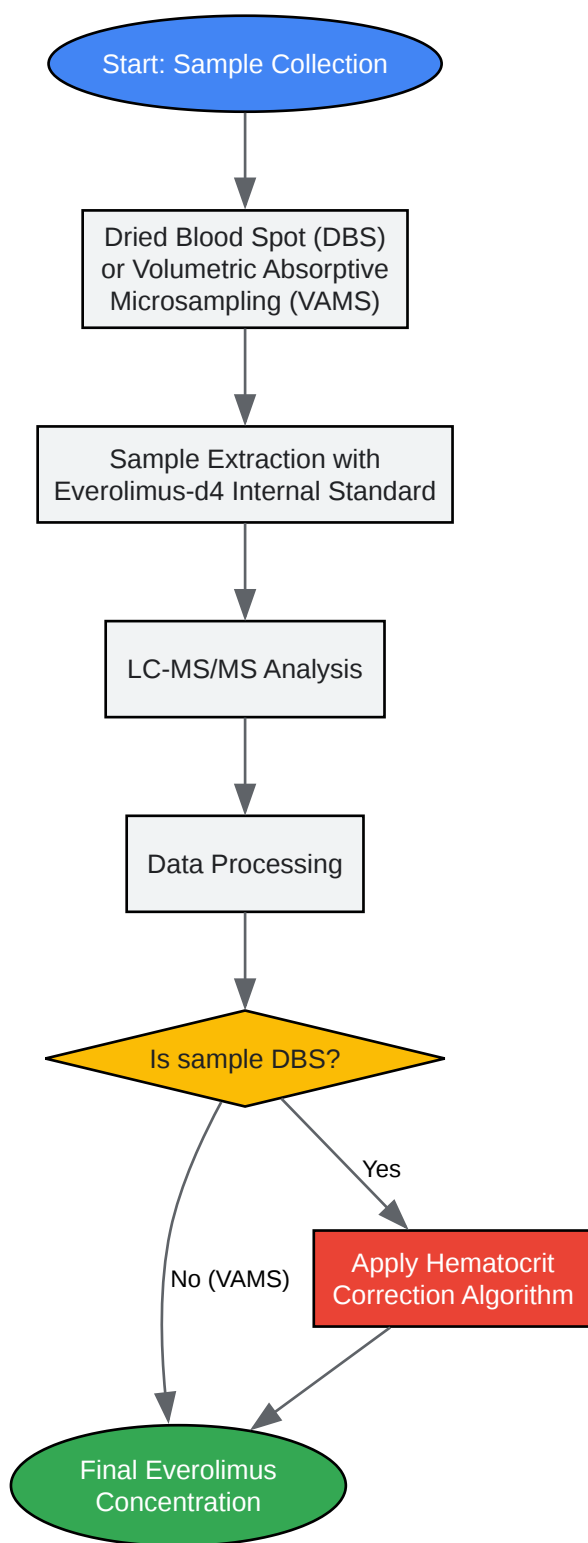 Start: Sample Collection
Dried Blood Spot (DBS)
or Volumetric Absorptive
Microsampling (VAMS)
Sample Extraction with
Everolimus-d4 Internal Standard
LC-MS/MS Analysis
Data Processing
Is sample DBS?
Yes
No (VAMS)
Apply Hematocrit
Correction Algorithm
Final Everolimus
Concentration